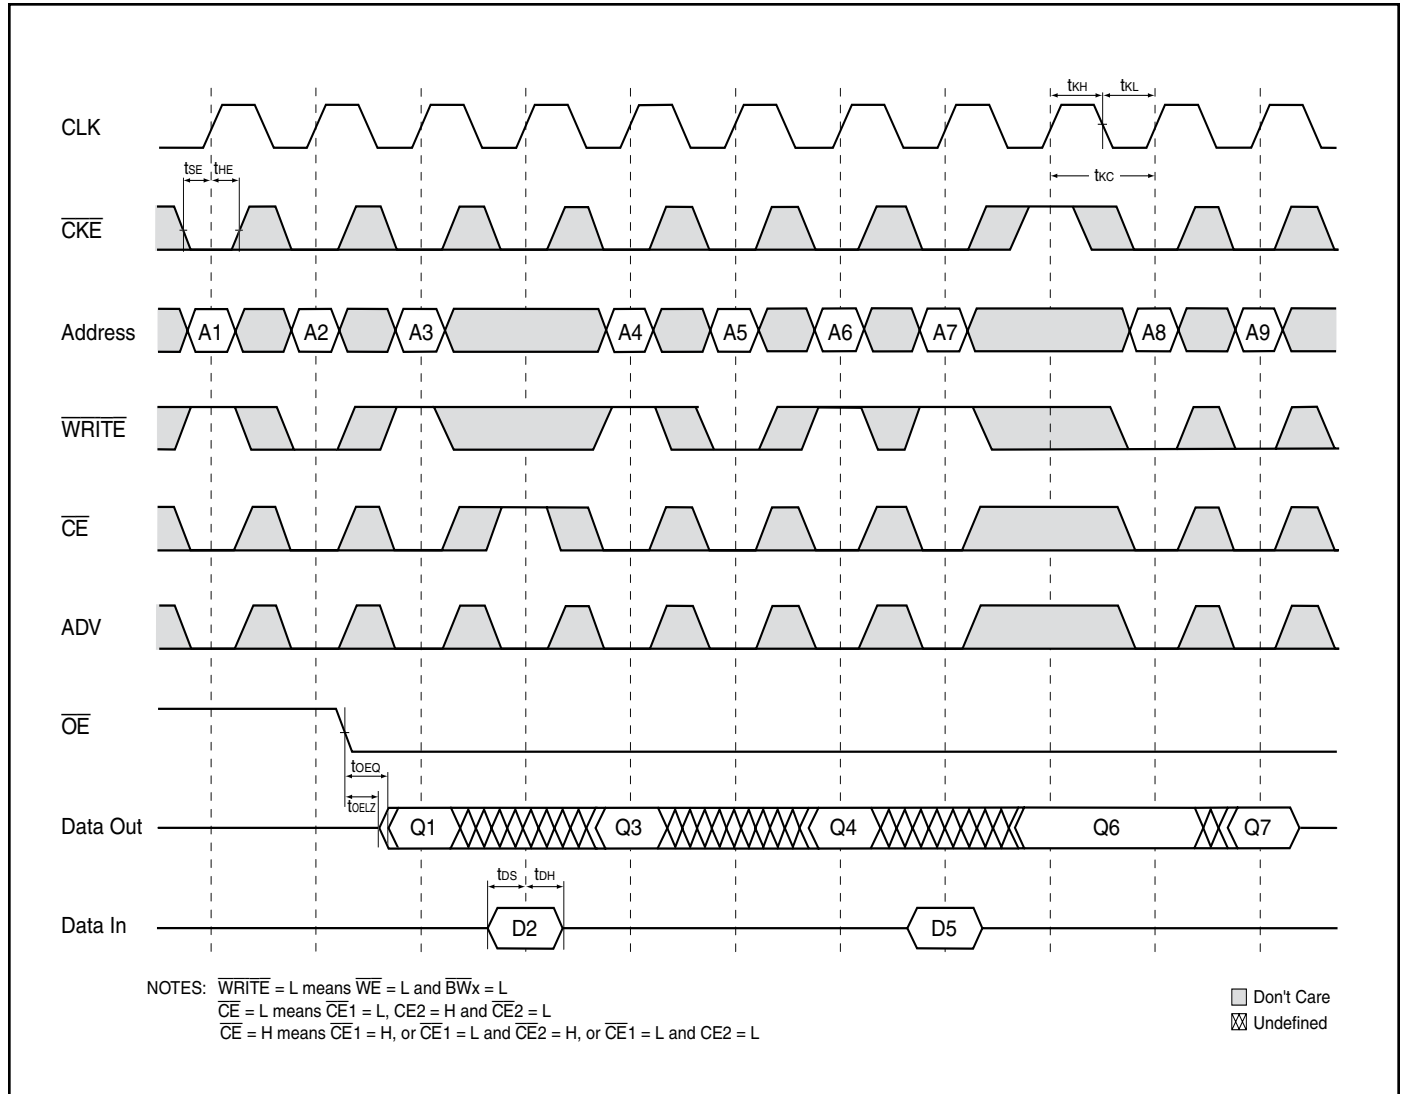 tKH tKL
CLK
tSE tHE
tKC
CKE
Address A1 A2 A3 A4 A5 A6 A7 A8 A9
WRITE
CE
ADV
OE
tOEQ
tOELZ
Data Out Q1 Q3 Q4 Q6 Q7
tDS tDH
Data In D2 D5
NOTES: WRITE = L means WE = L and BWx = L
CE = L means CE1 = L, CE2 = H and CE2 = L
CE = H means CE1 = H, or CE1 = L and CE2 = H, or CE1 = L and CE2 = L
Don't Care
Undefined